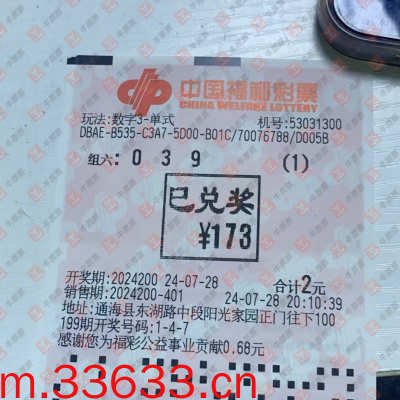 中国福利彩票
CHINA WELFARE LOTTERY
玩法:数字3-单式 机号:53031300
DBAE-B535-C3A7-5D00-B01C/70076788/D005B
组六: 0 3 9 (1)
已兑奖
¥173
开奖期:2024200 24-07-28 合计2元
销售期:2024200-401 24-07-28 20:10:39
地址:通海县东湖路中段阳光家园正门往下100
199期开奖号码:1-4-7
感谢您为福彩公益事业贡献0.68元
m.33633.cn